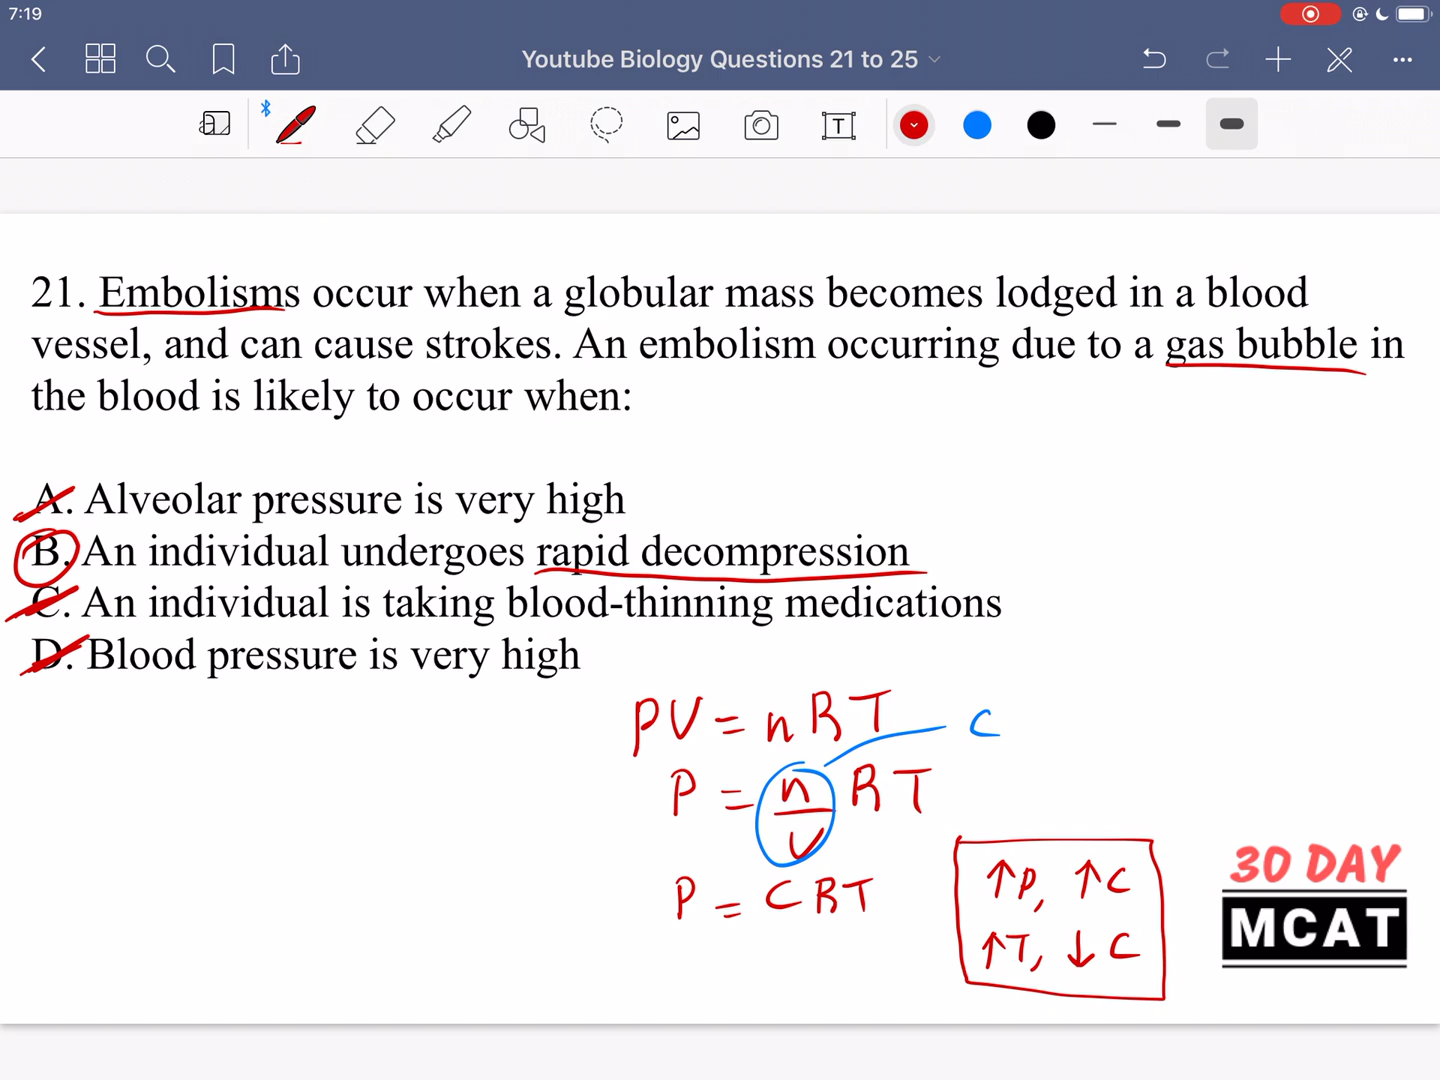 7:19
Youtube Biology Questions 21 to 25
T
21. Embolisms occur when a globular mass becomes lodged in a blood
vessel, and can cause strokes. An embolism occurring due to a gas bubble in
the blood is likely to occur when:
A. Alveolar pressure is very high
B. An individual undergoes rapid decompression
C. An individual is taking blood-thinning medications
D. Blood pressure is very high
PV = nRT
C
P = n/V RT
P = CRT
↑P, ↑C
↑T, ↓C
30 DAY
MCAT